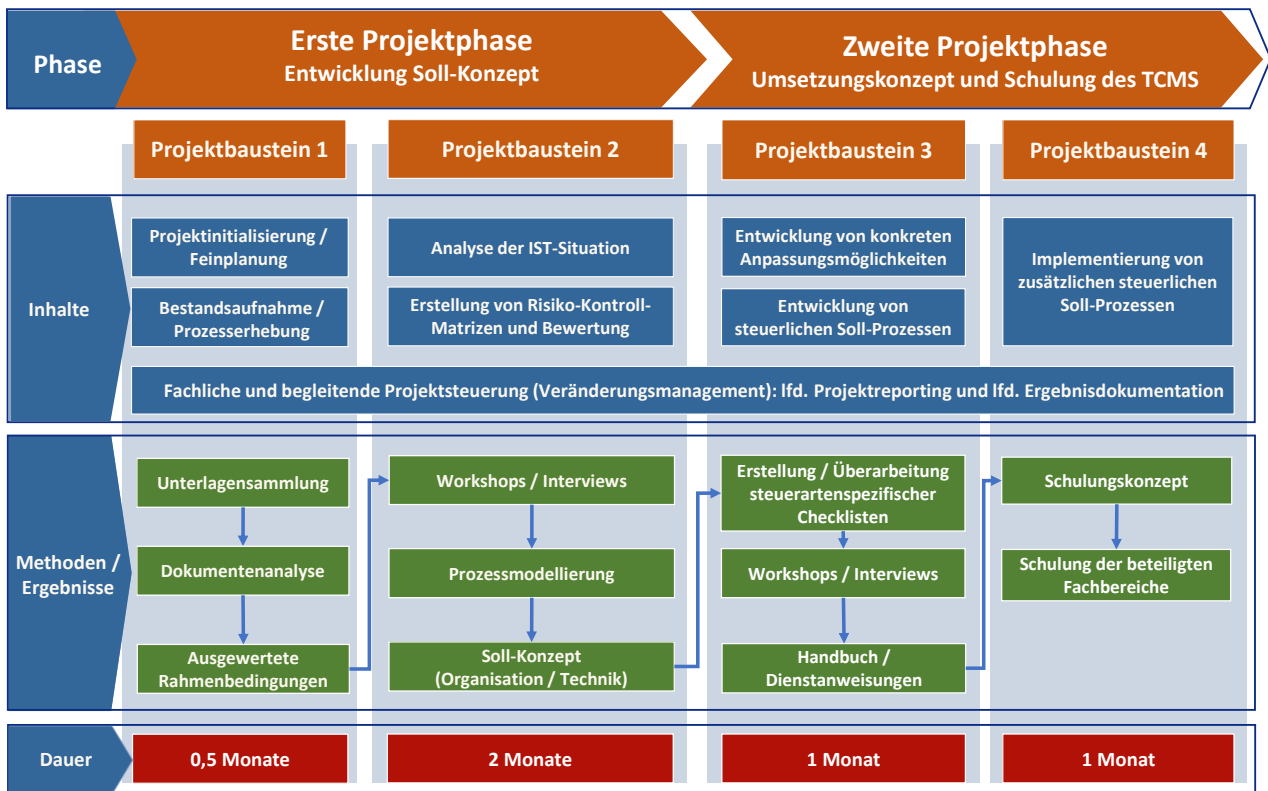 Phase
Erste Projektphase
Entwicklung Soll-Konzept
Zweite Projektphase
Umsetzungskonzept und Schulung des TCMS
Projektbaustein 1
Projektbaustein 2
Projektbaustein 3
Projektbaustein 4
Inhalte
Projektinitialisierung /
Feinplanung
Analyse der IST-Situation
Entwicklung von konkreten
Anpassungsmöglichkeiten
Implementierung von
zusätzlichen steuerlichen
Soll-Prozessen
Bestandsaufnahme /
Prozesserhebung
Erstellung von Risiko-Kontroll-
Matrizen und Bewertung
Entwicklung von
steuerlichen Soll-Prozessen
Fachliche und begleitende Projektsteuerung (Veränderungsmanagement): lfd. Projektreporting und lfd. Ergebnisdokumentation
Methoden /
Ergebnisse
Unterlagensammlung
Dokumentenanalyse
Ausgewertete
Rahmenbedingungen
Workshops / Interviews
Prozessmodellierung
Soll-Konzept
(Organisation / Technik)
Erstellung / Überarbeitung
steuerartenspezifischer
Checklisten
Workshops / Interviews
Handbuch /
Dienstanweisungen
Schulungskonzept
Schulung der beteiligten
Fachbereiche
Dauer
0,5 Monate
2 Monate
1 Monat
1 Monat